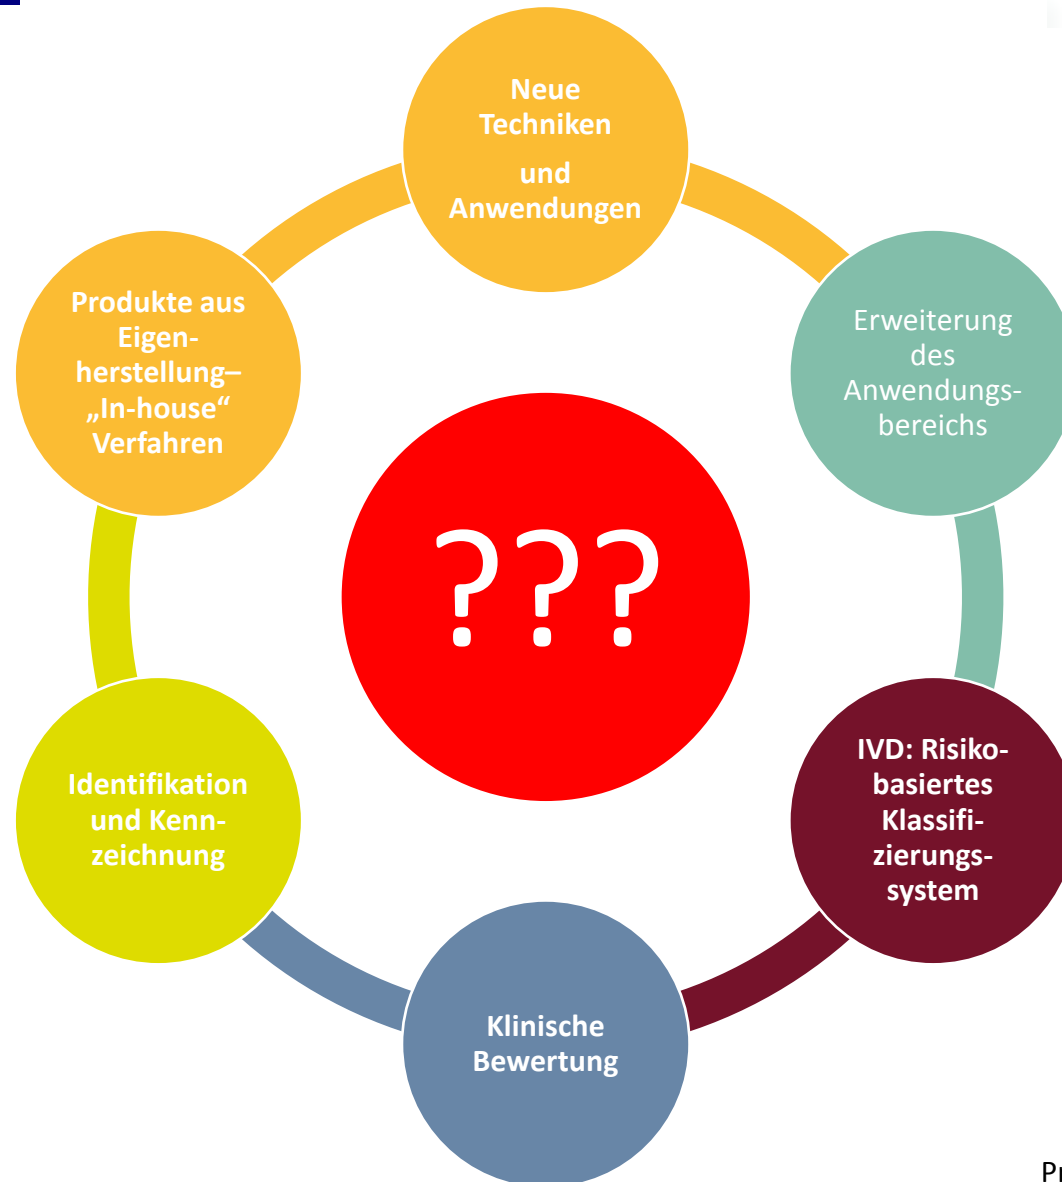 Neue
Techniken
und
Anwendungen
Erweiterung
des
Anwendungs-
bereichs
IVD: Risiko-
basiertes
Klassifi-
zierungs-
system
Klinische
Bewertung
Identifikation
und Kenn-
zeichnung
Produkte aus
Eigen-
herstellung–
„In-house“
Verfahren
???